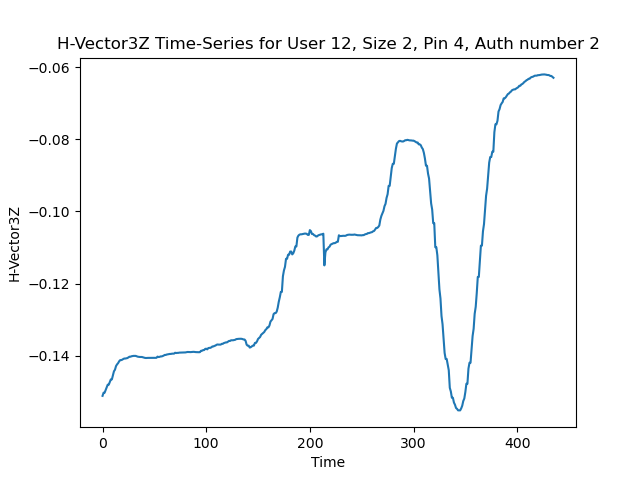 H-Vector3Z Time-Series for User 12, Size 2, Pin 4, Auth number 2
−0.06
−0.08
−0.10
−0.12
−0.14
H-Vector3Z
0 100 200 300 400
Time